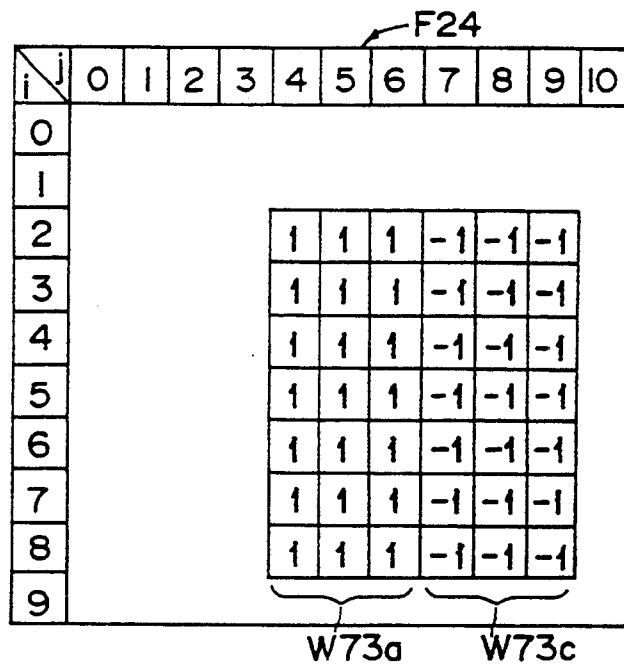 F24
i j 0 1 2 3 4 5 6 7 8 9 10
0
1
2 1 1 1 -1 -1 -1
3 1 1 1 -1 -1 -1
4 1 1 1 -1 -1 -1
5 1 1 1 -1 -1 -1
6 1 1 1 -1 -1 -1
7 1 1 1 -1 -1 -1
8 1 1 1 -1 -1 -1
9
W73a W73c